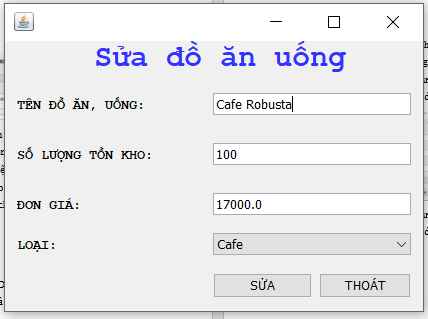 Sửa đồ ăn uống
TÊN ĐỒ ĂN, UỐNG: Cafe Robusta
SỐ LƯỢNG TỒN KHO: 100
ĐƠN GIÁ: 17000.0
LOẠI: Cafe
SỬA THOÁT